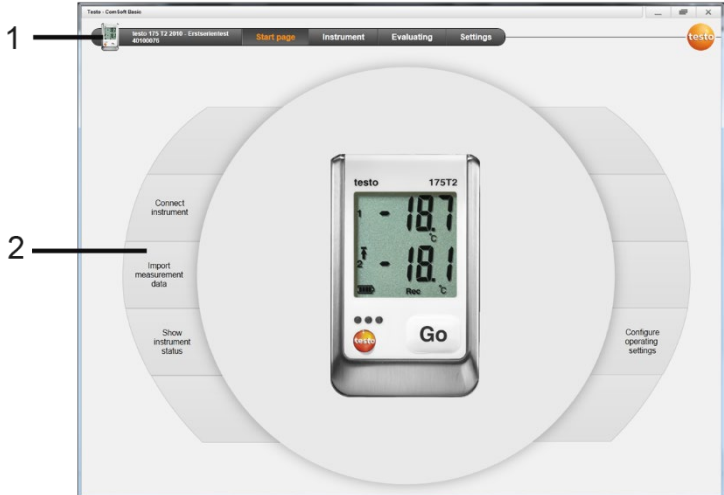 Testo - ComSoft Basic
1
testo 175 T2 2010 - Erstserientest
40100070
Start page
Instrument
Evaluating
Settings
testo
Connect
instrument
2
Import
measurement
data
Show
instrument
status
testo 175T2
1 - 18.7 °C
2 - 18.1 °C
Rec
testo
Go
Configure
operating
settings